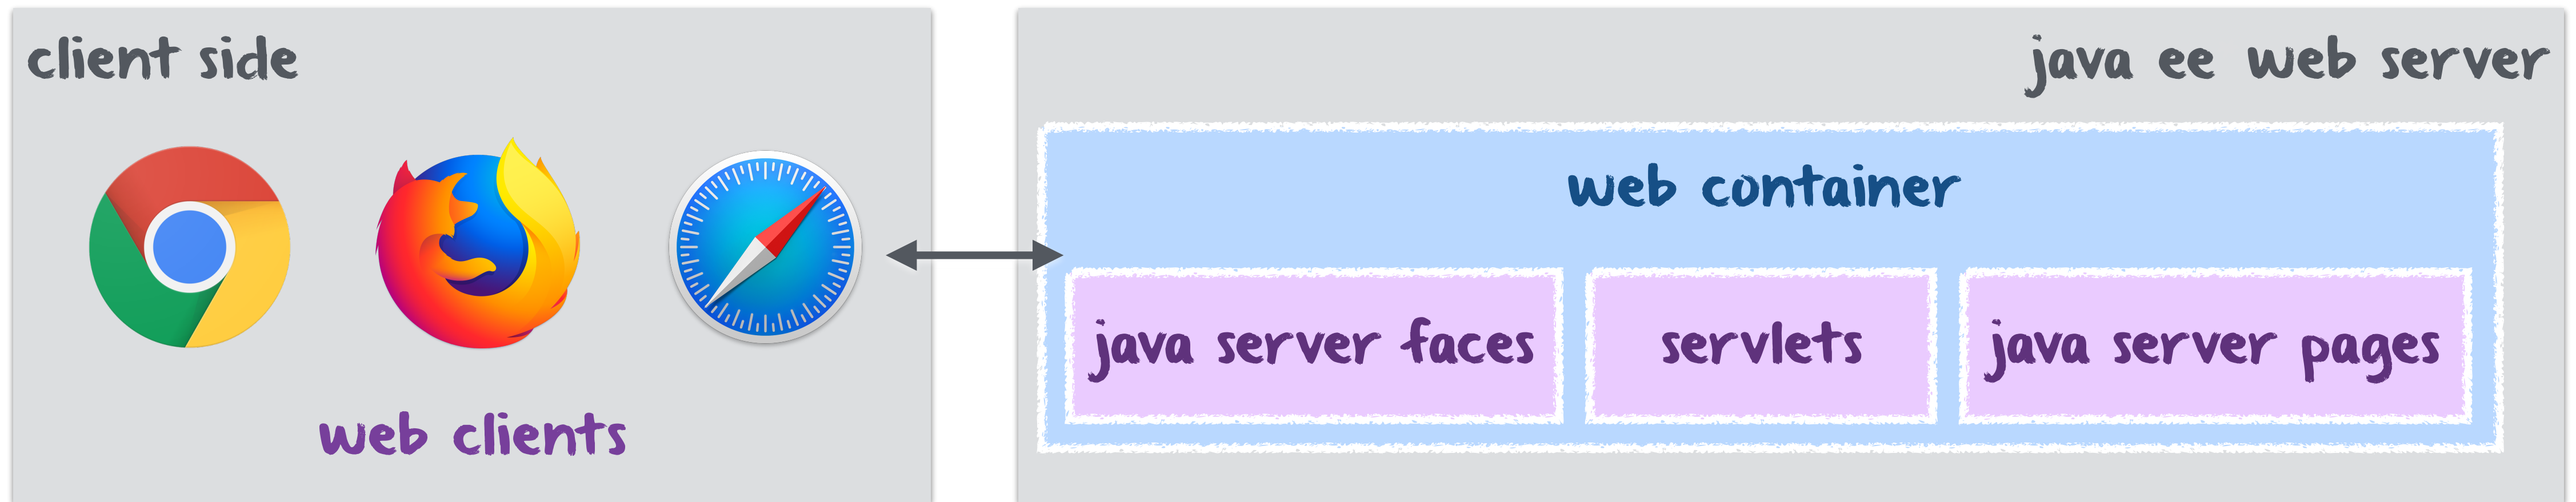 client side
java ee web server
web container
java server faces
servlets
java server pages
web clients